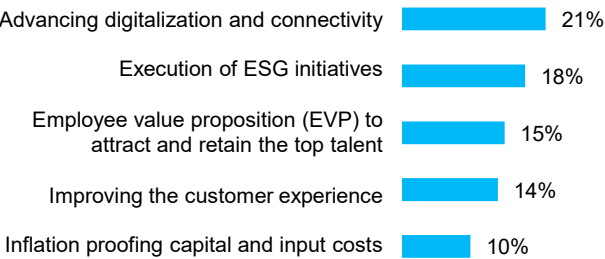 Advancing digitalization and connectivity 21%
Execution of ESG initiatives 18%
Employee value proposition (EVP) to
attract and retain the top talent 15%
Improving the customer experience 14%
Inflation proofing capital and input costs 10%